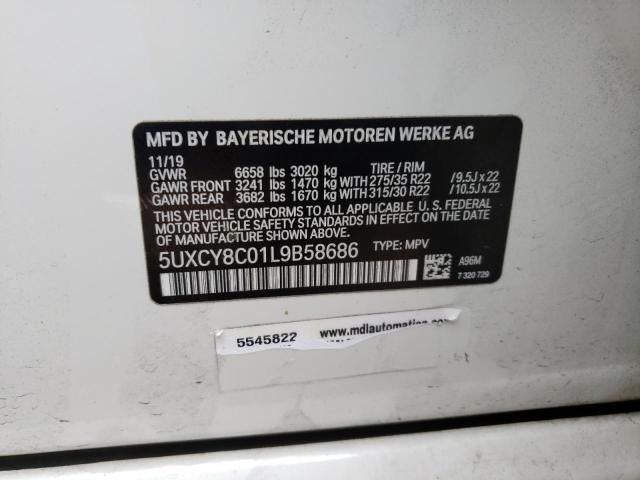 MFD BY BAYERISCHE MOTOREN WERKE AG
11/19 TIRE / RIM
GVWR 6658 lbs 3020 kg
GAWR FRONT 3241 lbs 1470 kg WITH 275/35 R22 /9.5J x 22
GAWR REAR 3682 lbs 1670 kg WITH 315/30 R22 /10.5J x 22
THIS VEHICLE CONFORMS TO ALL APPLICABLE U. S. FEDERAL
MOTOR VEHICLE SAFETY STANDARDS IN EFFECT ON THE DATE OF
MANUFACTURE SHOWN ABOVE.
5UXCY8C01L9B58686 TYPE: MPV
A96M
7 320 729
5545822 www.mdlautomation.com